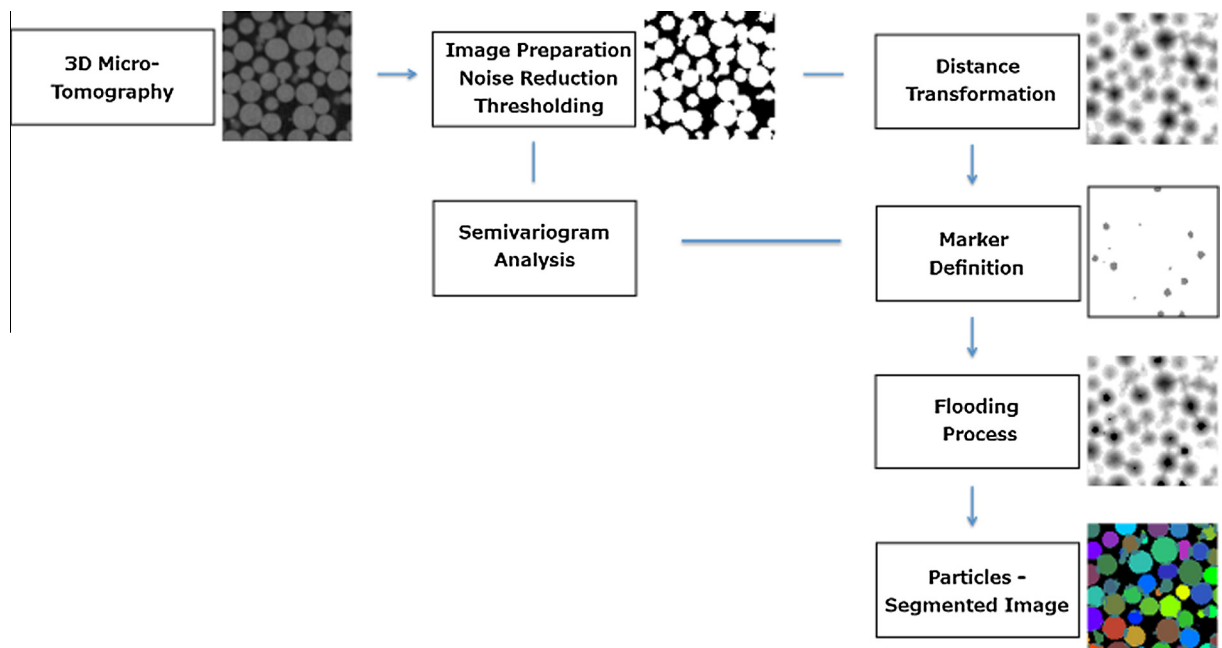 3D Micro-
Tomography
Image Preparation
Noise Reduction
Thresholding
Distance
Transformation
Semivariogram
Analysis
Marker
Definition
Flooding
Process
Particles -
Segmented Image